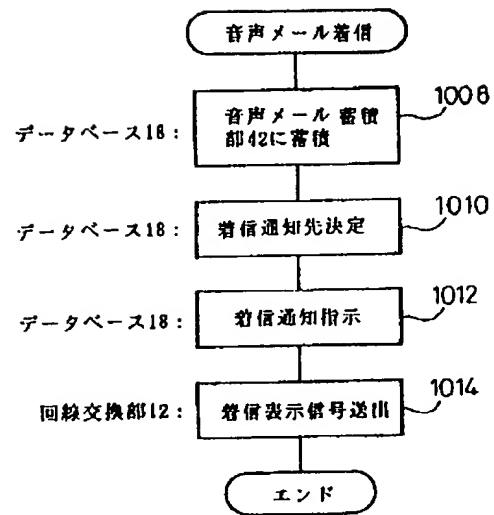 音声メール着信
データベース18：
音声メール蓄積
部42に蓄積
1008
データベース18：
着信通知先決定
1010
データベース18：
着信通知指示
1012
回線交換部12：
着信表示信号送出
1014
エンド